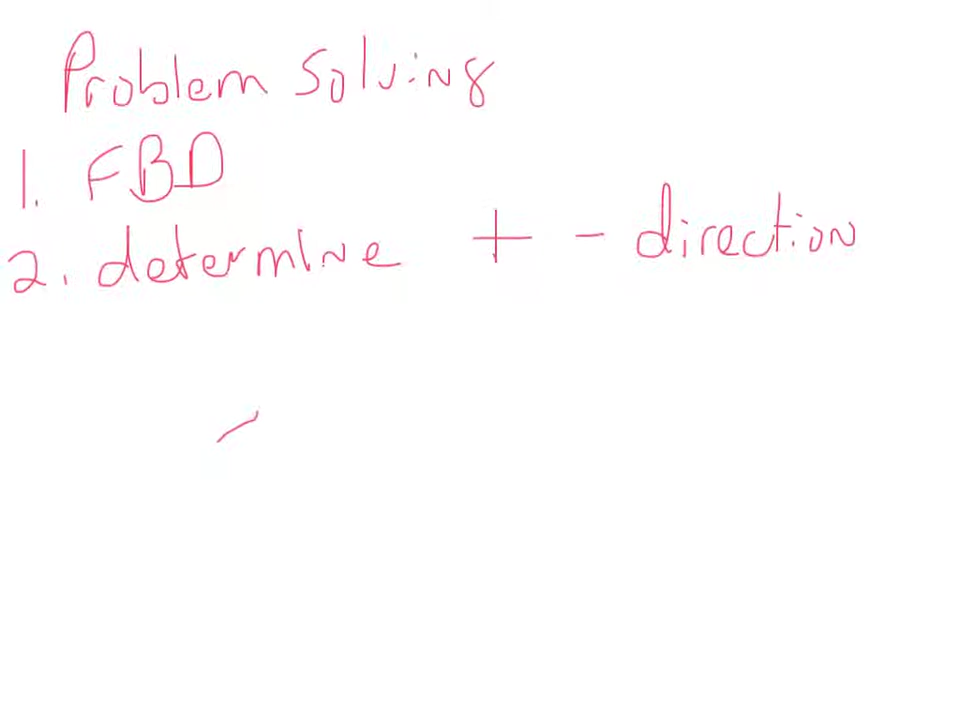 Problem Solving
1. FBD
2. determine + - direction